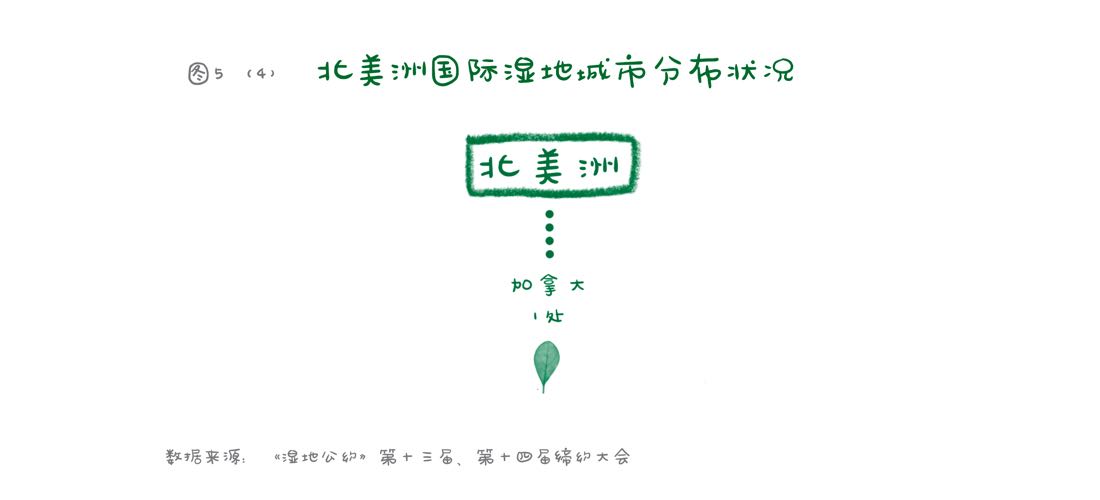 图5 （4） 北美洲国际湿地城市分布状况
北美洲
加拿大
1处
数据来源：《湿地公约》第十三届、第十四届缔约大会